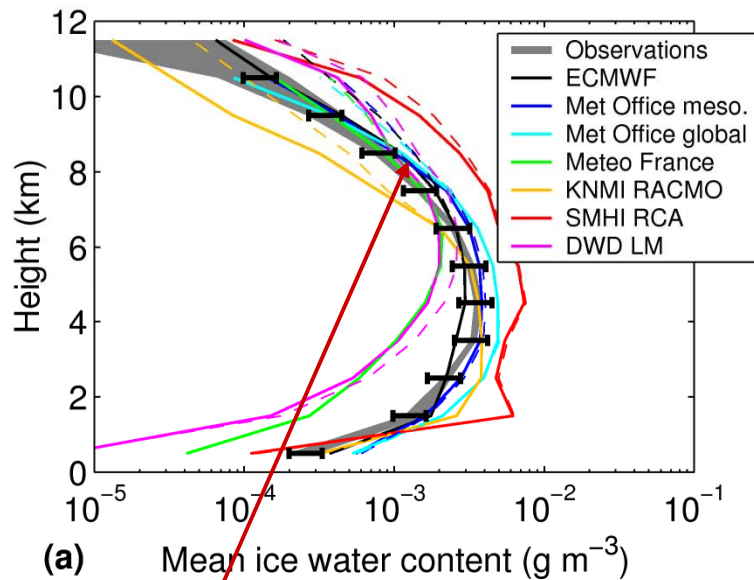 12
10
8
6
4
2
0
Height (km)
Observations
ECMWF
Met Office meso.
Met Office global
Meteo France
KNMI RACMO
SMHI RCA
DWD LM
10⁻⁵ 10⁻⁴ 10⁻³ 10⁻² 10⁻¹
(a) Mean ice water content (g m⁻³)